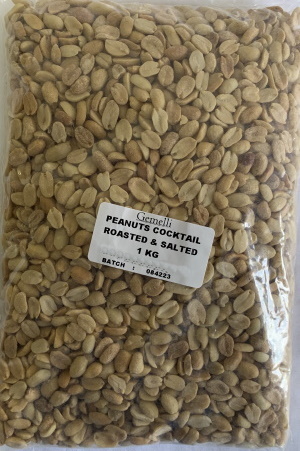 Gemelli
PEANUTS COCKTAIL
ROASTED & SALTED
1 KG
BATCH : 084223